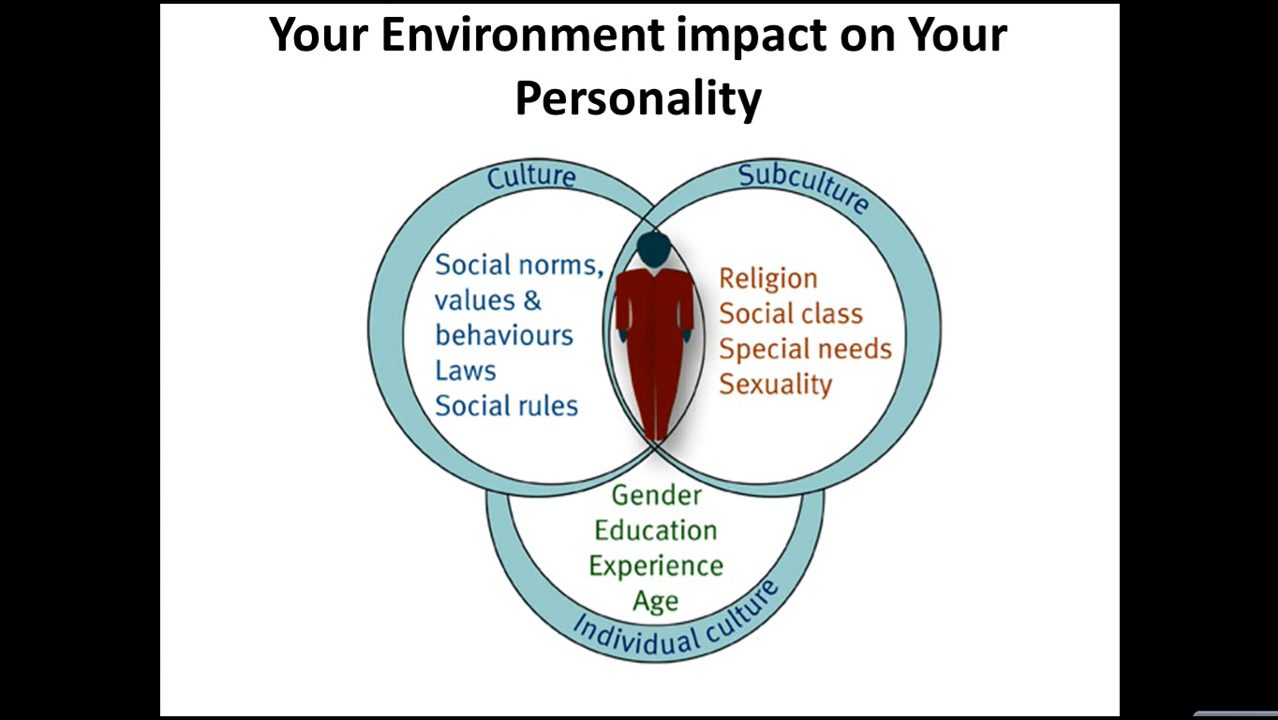 Your Environment impact on Your
Personality
Culture
Subculture
Social norms,
values &
behaviours
Laws
Social rules
Religion
Social class
Special needs
Sexuality
Gender
Education
Experience
Age
Individual culture